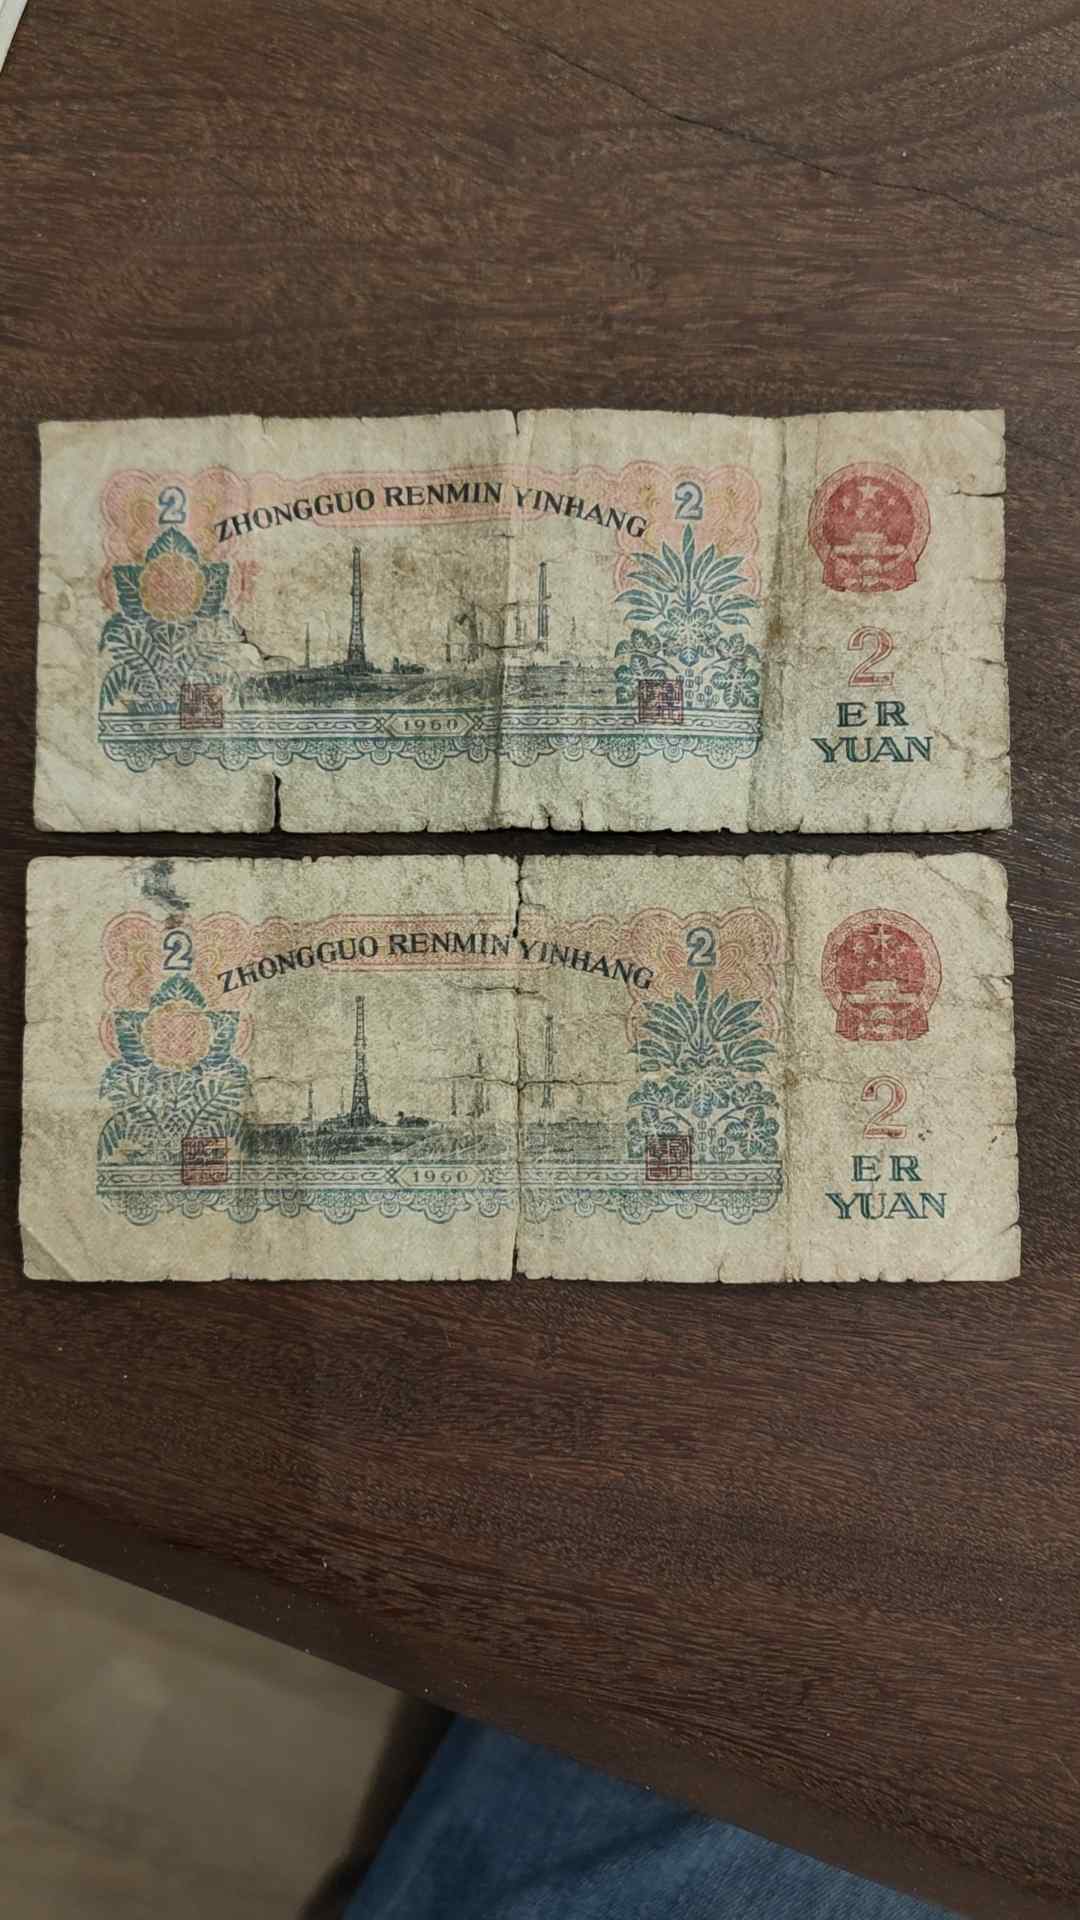 2 ZHONGGUO RENMIN YINHANG 2
2
1960
ER
YUAN
2 ZHONGGUO RENMIN YINHANG 2
2
1960
ER
YUAN